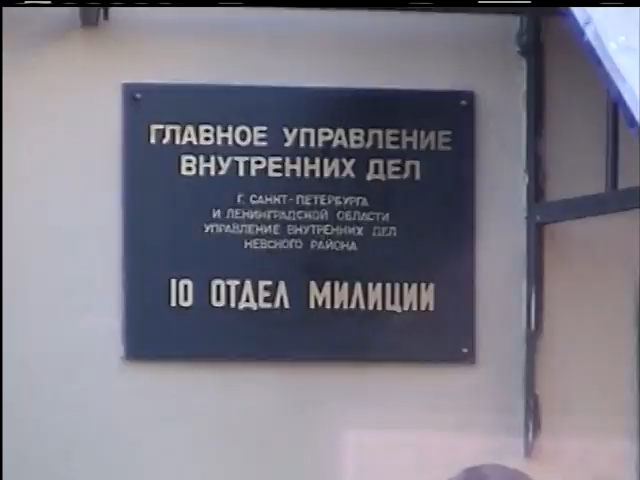 ГЛАВНОЕ УПРАВЛЕНИЕ
ВНУТРЕННИХ ДЕЛ
Г. САНКТ-ПЕТЕРБУРГА
И ЛЕНИНГРАДСКОЙ ОБЛАСТИ
УПРАВЛЕНИЕ ВНУТРЕННИХ ДЕЛ
НЕВСКОГО РАЙОНА
10 ОТДЕЛ МИЛИЦИИ